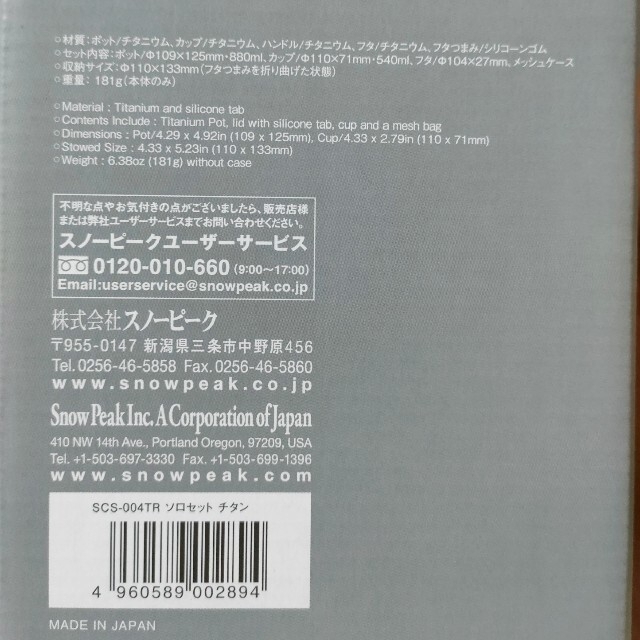 ○材質：ポット/チタニウム、カップ/チタニウム、ハンドル/チタニウム、フタ/チタニウム、フタつまみ/シリコーンゴム
○セット内容：ポット/Φ109×125mm・880ml、カップ/Φ110×71mm・540ml、フタ/Φ104×27mm、メッシュケース
○収納サイズ：Φ110×133mm（フタつまみを折り曲げた状態）
○重量：181g（本体のみ）
○Material : Titanium and silicone tab
○Contents Include : Titanium Pot, lid with silicone tab, cup and a mesh bag
○Dimensions : Pot/4.29 x 4.92in (109 x 125mm), Cup/4.33 x 2.79in (110 x 71mm)
○Stowed Size : 4.33 x 5.23in (110 x 133mm)
○Weight : 6.38oz (181g) without case
不明な点やお気付きの点がございましたら、販売店様
または弊社ユーザーサービスまでお問い合わせください。
スノーピークユーザーサービス
0120-010-660（9:00〜17:00）
Email:userservice@snowpeak.co.jp
株式会社スノーピーク
〒955-0147 新潟県三条市中野原456
Tel. 0256-46-5858 Fax. 0256-46-5860
www.snowpeak.co.jp
Snow Peak Inc. A Corporation of Japan
410 NW 14th Ave., Portland Oregon, 97209, USA
Tel. +1-503-697-3330 Fax. +1-503-699-1396
www.snowpeak.com
SCS-004TR ソロセット チタン
4 960589 002894
MADE IN JAPAN